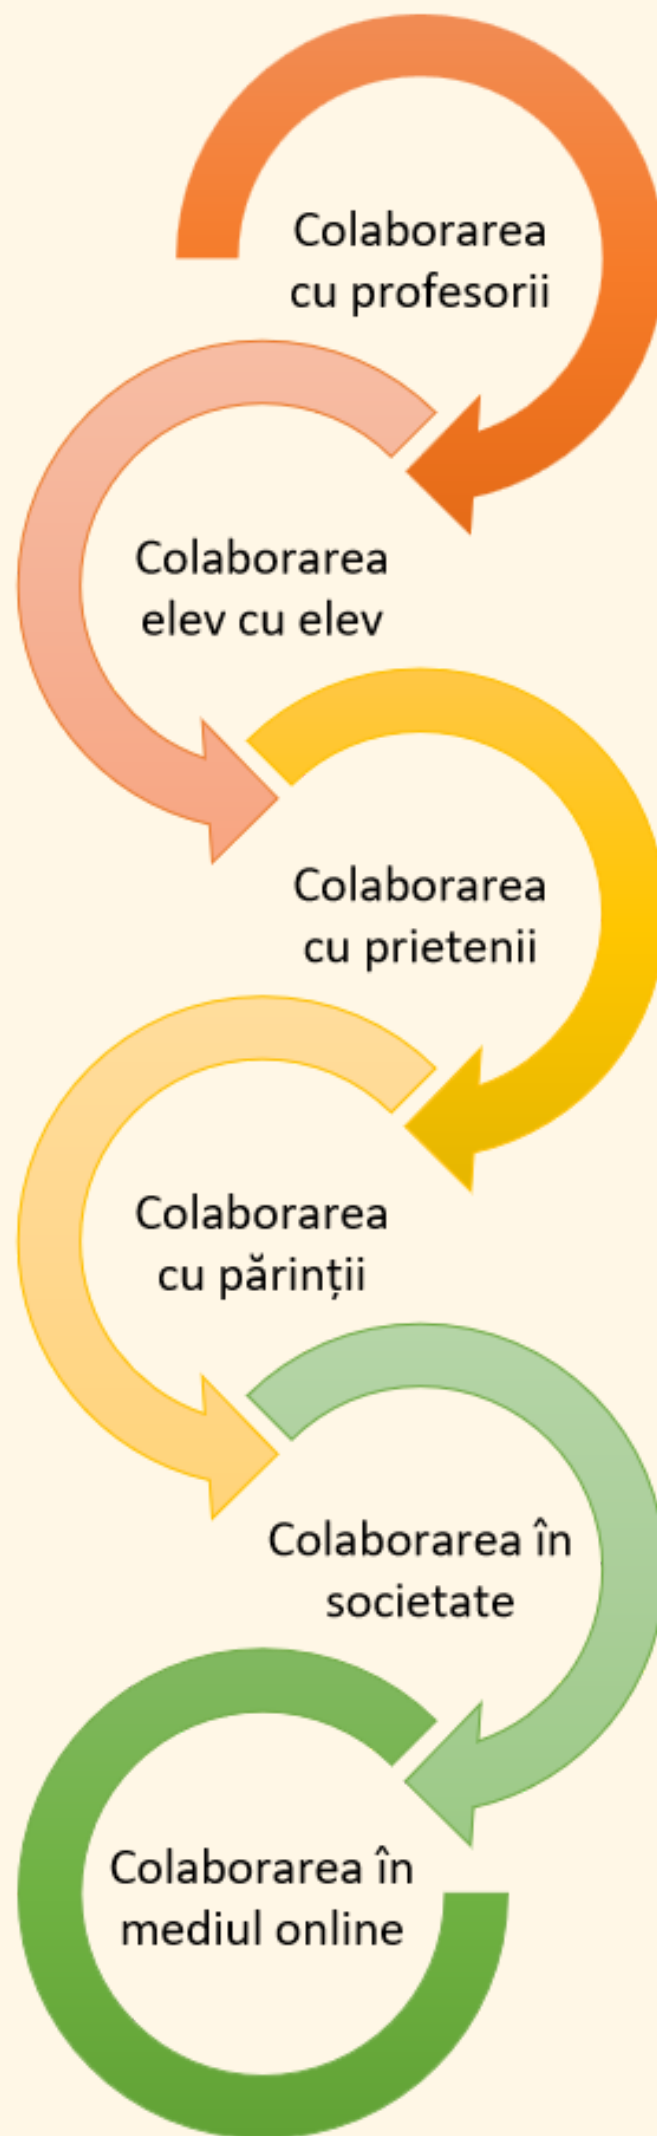 Colaborarea
cu profesorii
Colaborarea
elev cu elev
Colaborarea
cu prietenii
Colaborarea
cu părinții
Colaborarea în
societate
Colaborarea în
mediul online